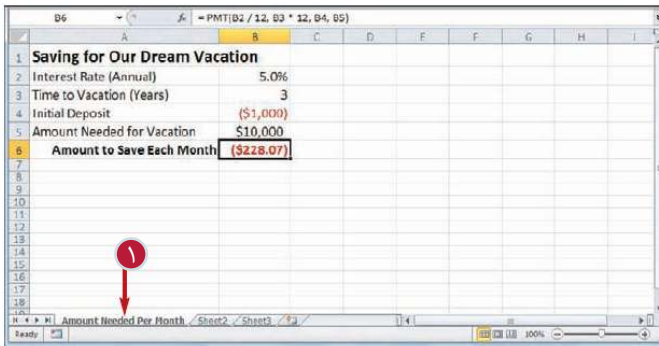 B6 fx =PMT(B2 / 12, B3 * 12, B4, B5)
A B C D E F G H I
1 Saving for Our Dream Vacation
2 Interest Rate (Annual) 5.0%
3 Time to Vacation (Years) 3
4 Initial Deposit ($1,000)
5 Amount Needed for Vacation $10,000
6 Amount to Save Each Month ($228.07)
7
8
9
10
11
12
13
14
15
16
17
18
١
Amount Needed Per Month Sheet2 Sheet3
Ready 100%